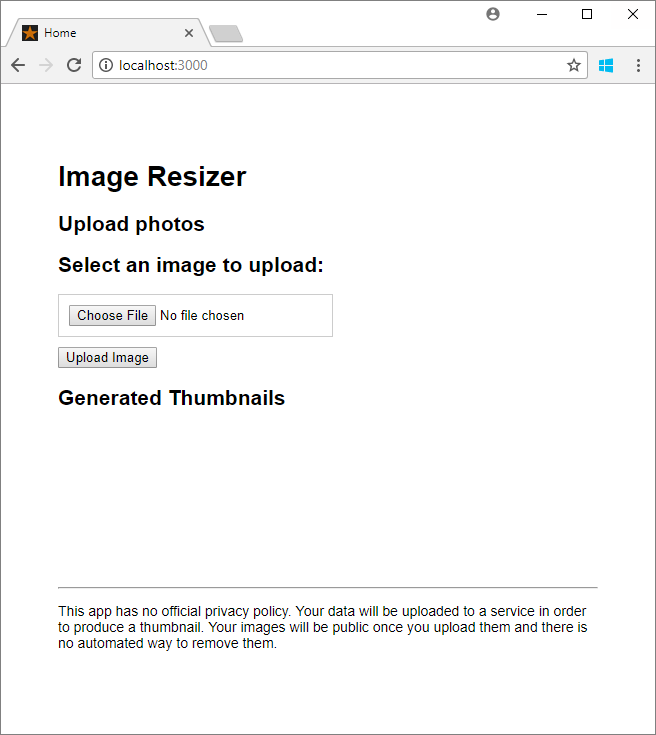 Home
localhost:3000
Image Resizer
Upload photos
Select an image to upload:
Choose File No file chosen
Upload Image
Generated Thumbnails
This app has no official privacy policy. Your data will be uploaded to a service in order
to produce a thumbnail. Your images will be public once you upload them and there is
no automated way to remove them.